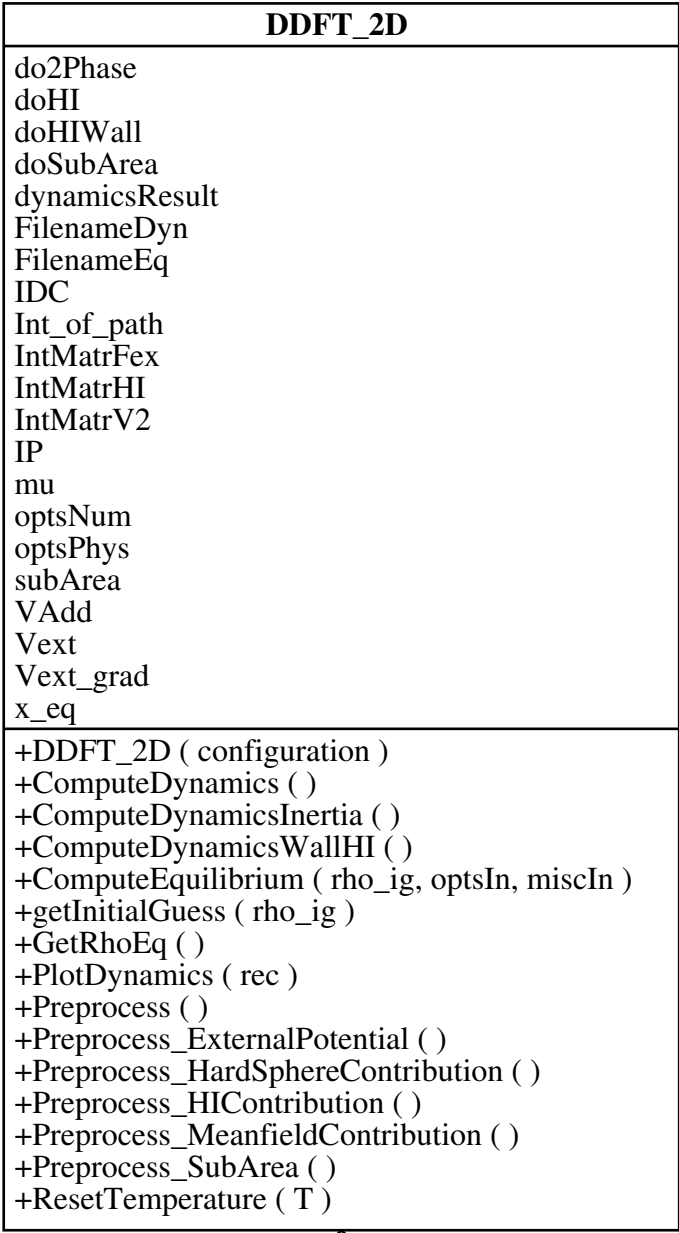 DDFT_2D
do2Phase
doHI
doHIWall
doSubArea
dynamicsResult
FilenameDyn
FilenameEq
IDC
Int_of_path
IntMatrFex
IntMatrHI
IntMatrV2
IP
mu
optsNum
optsPhys
subArea
VAdd
Vext
Vext_grad
x_eq
+DDFT_2D ( configuration )
+ComputeDynamics ( )
+ComputeDynamicsInertia ( )
+ComputeDynamicsWallHI ( )
+ComputeEquilibrium ( rho_ig, optsIn, miscIn )
+getInitialGuess ( rho_ig )
+GetRhoEq ( )
+PlotDynamics ( rec )
+Preprocess ( )
+Preprocess_ExternalPotential ( )
+Preprocess_HardSphereContribution ( )
+Preprocess_HIContribution ( )
+Preprocess_MeanfieldContribution ( )
+Preprocess_SubArea ( )
+ResetTemperature ( T )